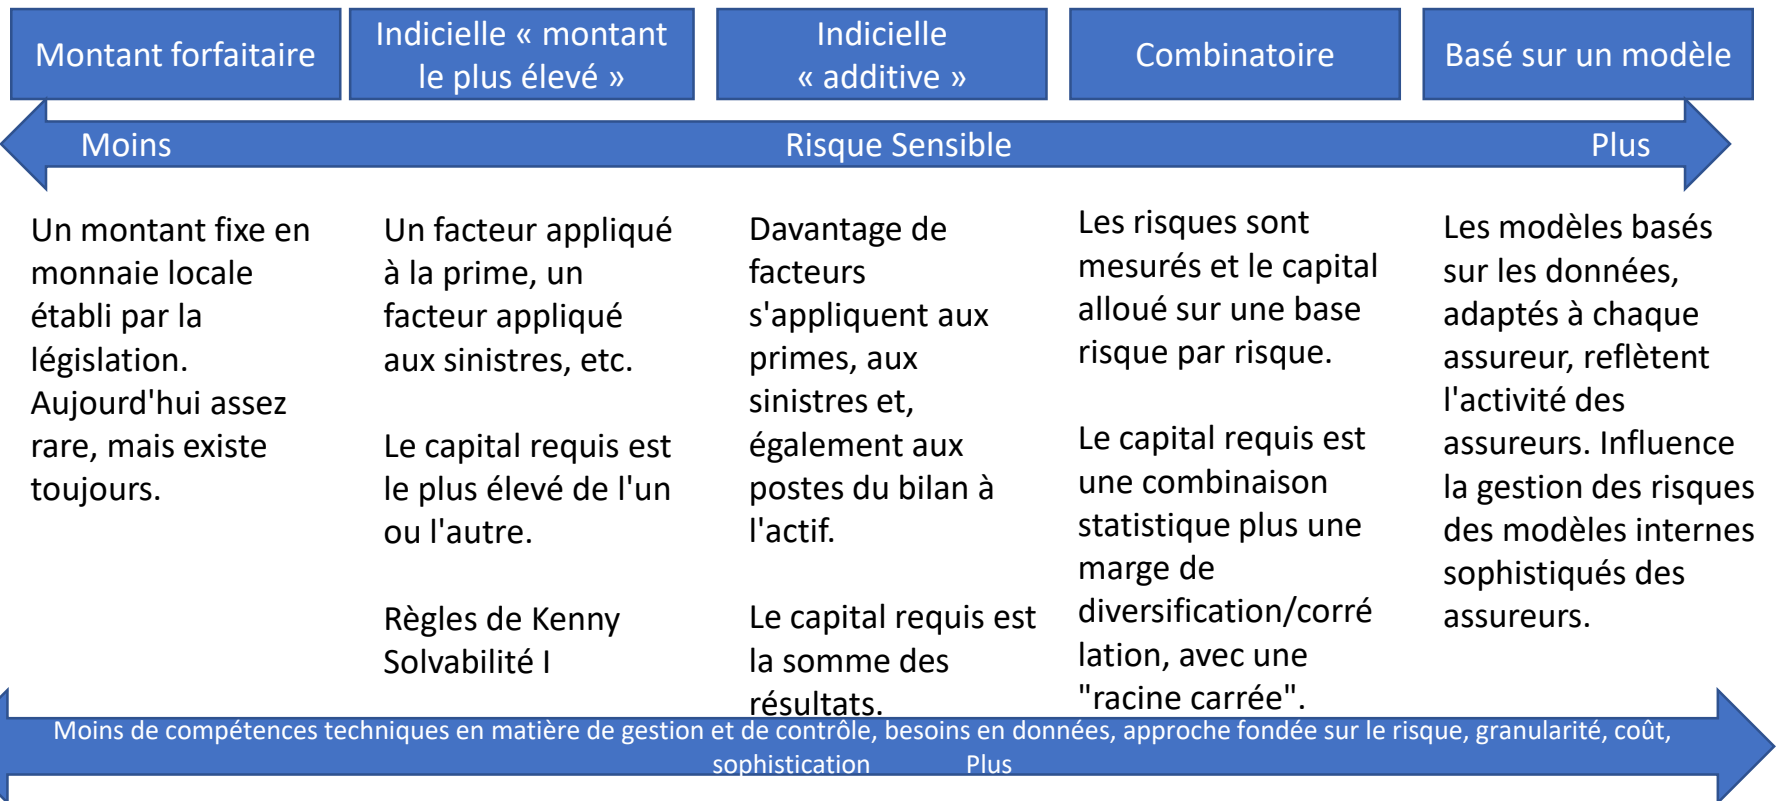 Montant forfaitaire
Indicielle « montant
le plus élevé »
Indicielle
« additive »
Combinatoire
Basé sur un modèle
Moins
Risque Sensible
Plus
Un montant fixe en
monnaie locale
établi par la
législation.
Aujourd'hui assez
rare, mais existe
toujours.
Un facteur appliqué
à la prime, un
facteur appliqué
aux sinistres, etc.
Le capital requis est
le plus élevé de l'un
ou l'autre.
Règles de Kenny
Solvabilité I
Davantage de
facteurs
s'appliquent aux
primes, aux
sinistres et,
également aux
postes du bilan à
l'actif.
Le capital requis est
la somme des
résultats.
Les risques sont
mesurés et le capital
alloué sur une base
risque par risque.
Le capital requis est
une combinaison
statistique plus une
marge de
diversification/corré
lation, avec une
"racine carrée".
Les modèles basés
sur les données,
adaptés à chaque
assureur, reflètent
l'activité des
assureurs. Influence
la gestion des risques
des modèles internes
sophistiqués des
assureurs.
Moins de compétences techniques en matière de gestion et de contrôle, besoins en données, approche fondée sur le risque, granularité, coût,
sophistication Plus